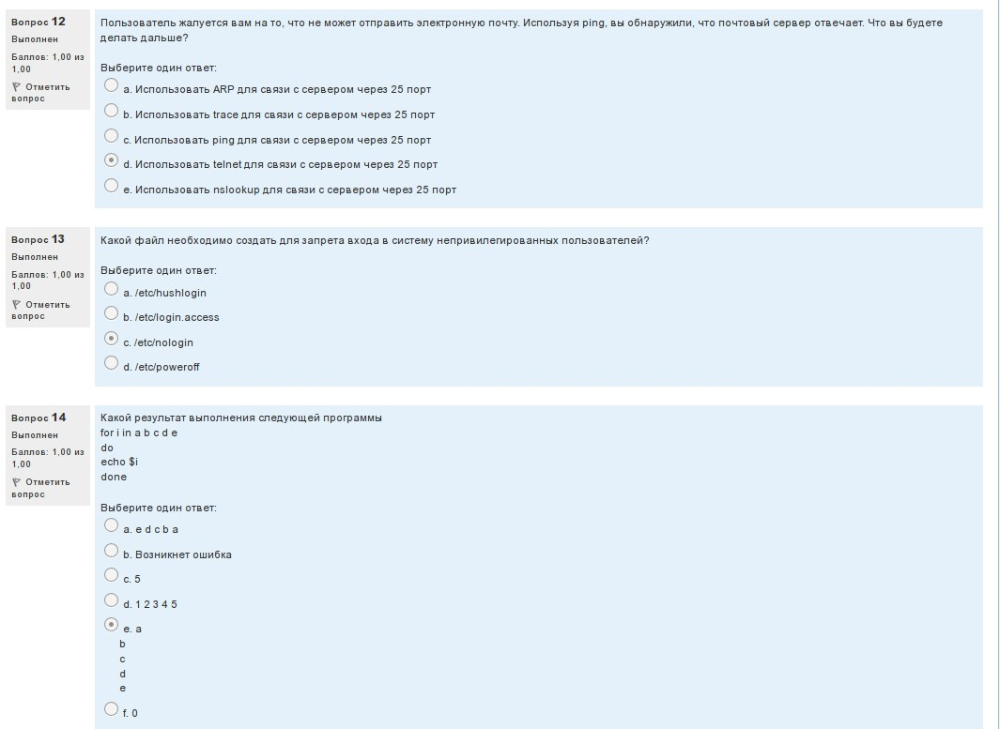 Вопрос 12
Выполнен
Баллов: 1,00 из
1,00
Отметить
вопрос
Пользователь жалуется вам на то, что не может отправить электронную почту. Используя ping, вы обнаружили, что почтовый сервер отвечает. Что вы будете
делать дальше?
Выберите один ответ:
a. Использовать ARP для связи с сервером через 25 порт
b. Использовать trace для связи с сервером через 25 порт
c. Использовать ping для связи с сервером через 25 порт
d. Использовать telnet для связи с сервером через 25 порт
e. Использовать nslookup для связи с сервером через 25 порт
Вопрос 13
Выполнен
Баллов: 1,00 из
1,00
Отметить
вопрос
Какой файл необходимо создать для запрета входа в систему непривилегированных пользователей?
Выберите один ответ:
a. /etc/hushlogin
b. /etc/login.access
c. /etc/nologin
d. /etc/poweroff
Вопрос 14
Выполнен
Баллов: 1,00 из
1,00
Отметить
вопрос
Какой результат выполнения следующей программы
for i in a b c d e
do
echo $i
done
Выберите один ответ:
a. e d c b a
b. Возникнет ошибка
c. 5
d. 1 2 3 4 5
e. a
b
c
d
e
f. 0